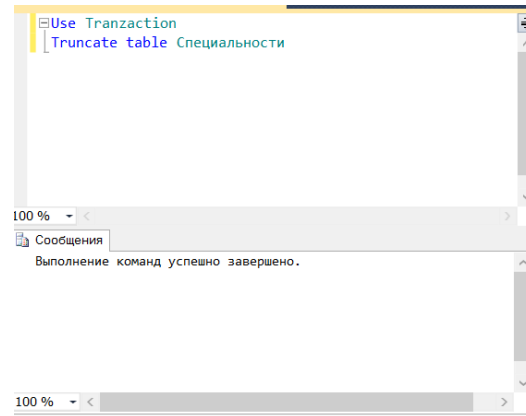 Use Tranzaction
Truncate table Специальности
100 %
Сообщения
Выполнение команд успешно завершено.
100 %